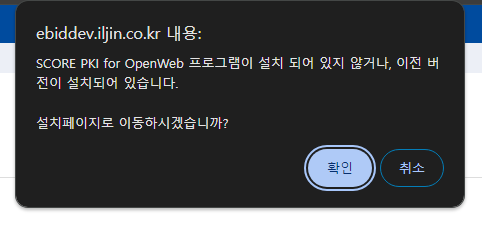 ebiddev.iljin.co.kr 내용:
SCORE PKI for OpenWeb 프로그램이 설치 되어 있지 않거나, 이전 버
전이 설치되어 있습니다.
설치페이지로 이동하시겠습니까?
확인
취소